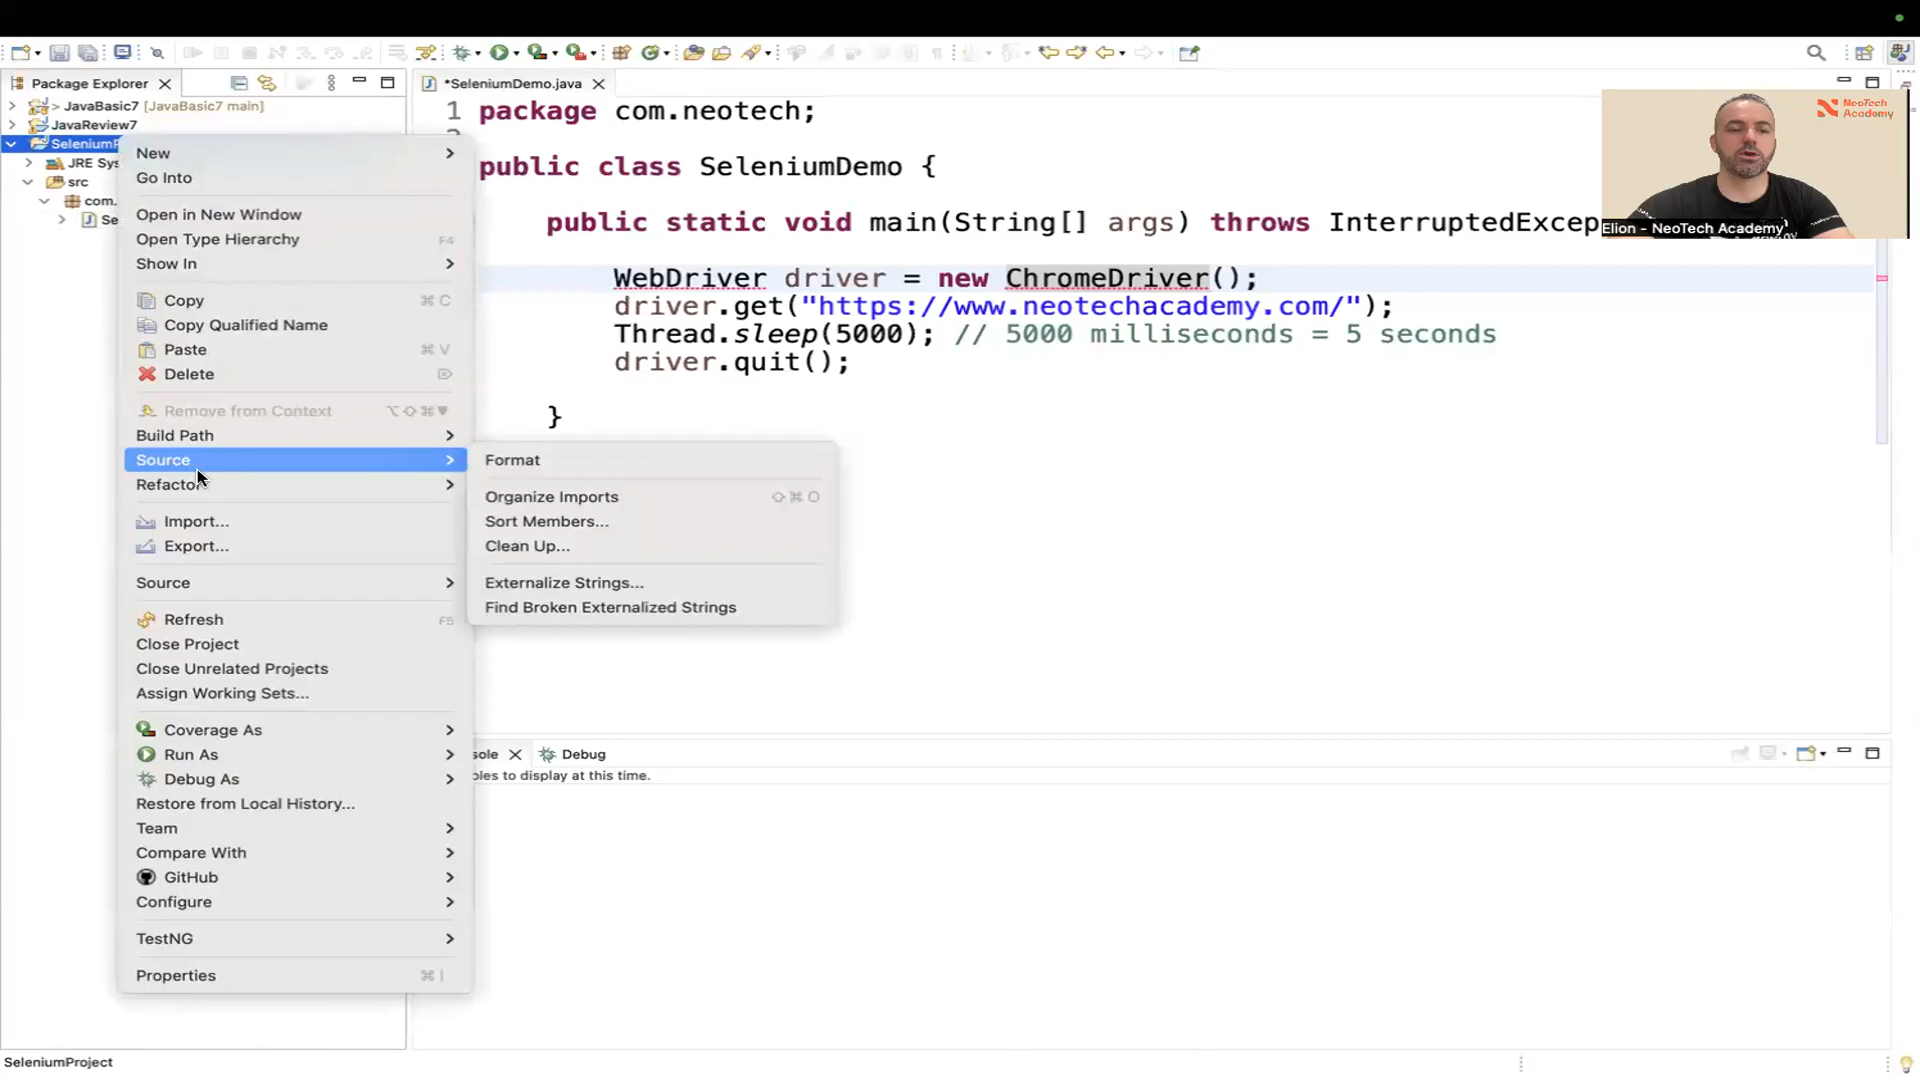 Package Explorer
> JavaBasic7 [JavaBasic7 main]
JavaReview7
SeleniumP
JRE Sys
src
com.
Se
New
Go Into
Open in New Window
Open Type Hierarchy F4
Show In
Copy ⌘ C
Copy Qualified Name
Paste ⌘ V
Delete
Remove from Context
Build Path
Source
Refactor
Import...
Export...
Source
Refresh F5
Close Project
Close Unrelated Projects
Assign Working Sets...
Coverage As
Run As
Debug As
Restore from Local History...
Team
Compare With
GitHub
Configure
TestNG
Properties ⌘ I
Format
Organize Imports ⇧ ⌘ O
Sort Members...
Clean Up...
Externalize Strings...
Find Broken Externalized Strings
*SeleniumDemo.java
1 package com.neotech;
public class SeleniumDemo {
public static void main(String[] args) throws InterruptedExcep
WebDriver driver = new ChromeDriver();
driver.get("https://www.neotechacademy.com/");
Thread.sleep(5000); // 5000 milliseconds = 5 seconds
driver.quit();
}
NeoTech
Academy
Elion - NeoTech Academy
sole
Debug
oles to display at this time.
SeleniumProject